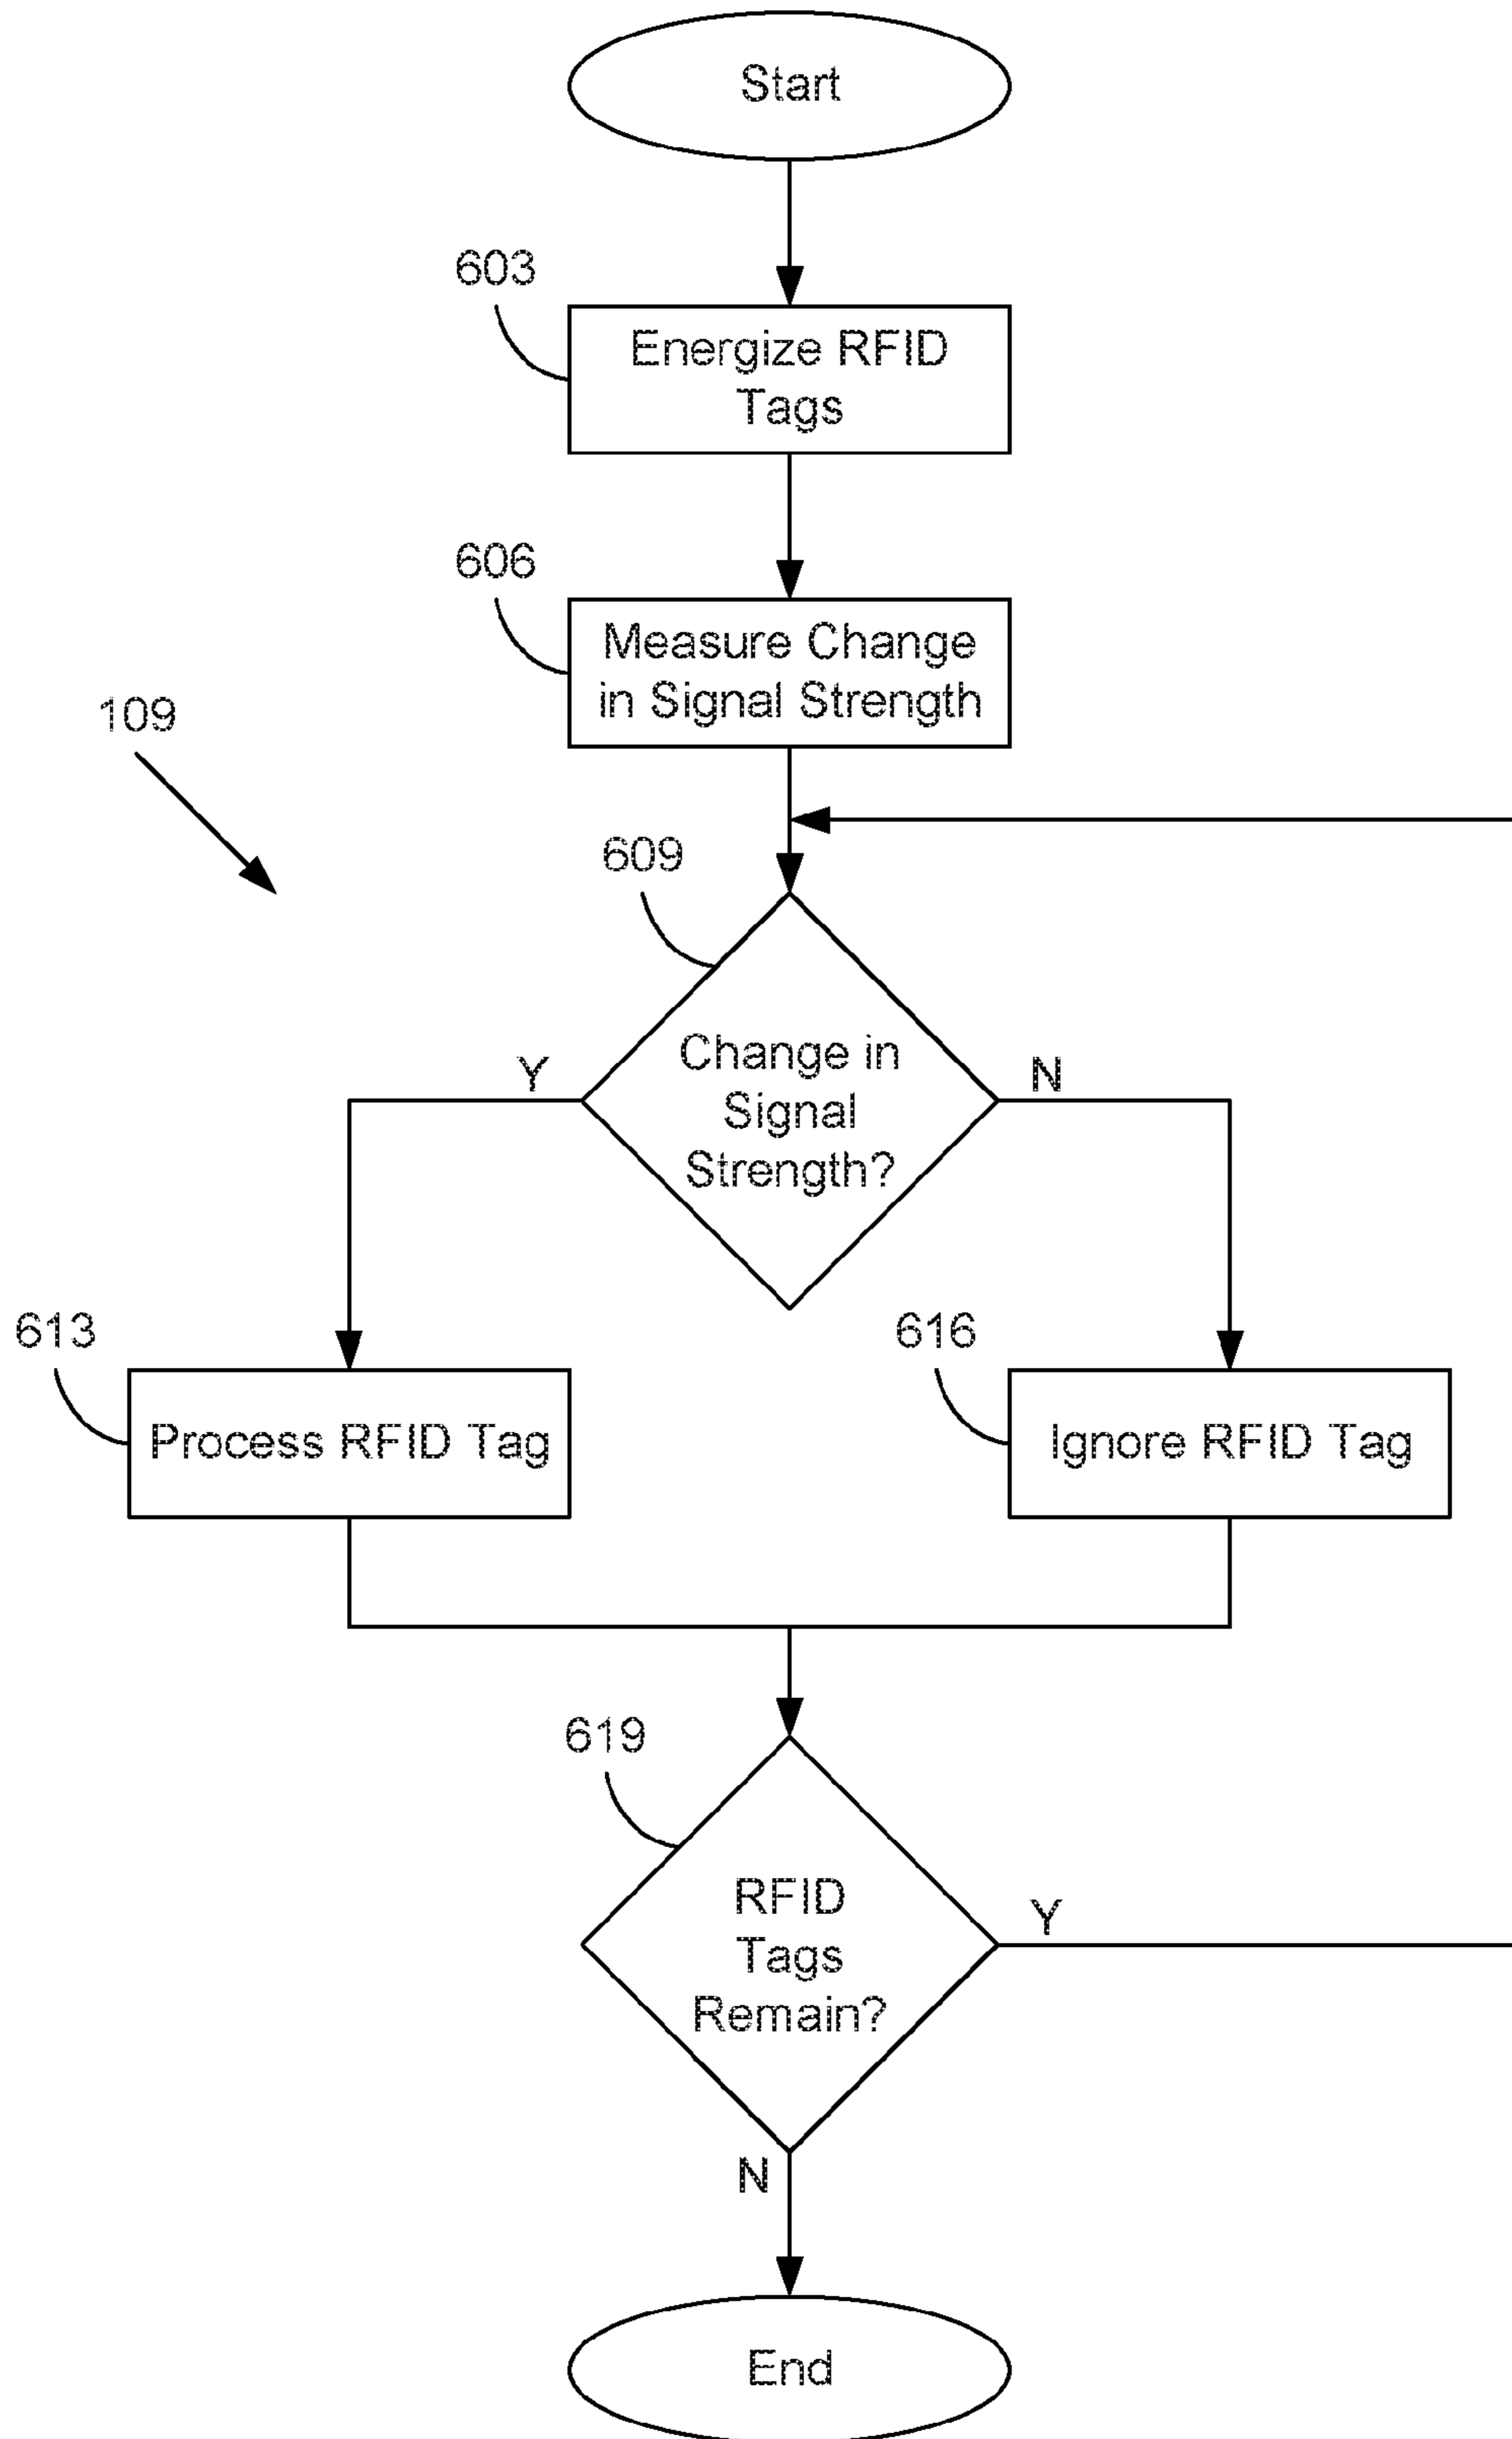 Start
603
Energize RFID
Tags
606
Measure Change
in Signal Strength
109
609
Change in
Signal
Strength?
Y
N
613
Process RFID Tag
616
Ignore RFID Tag
619
RFID
Tags
Remain?
Y
N
End